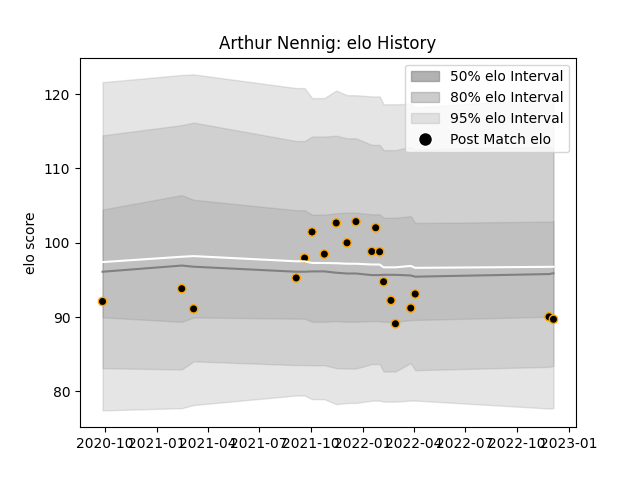 Arthur Nennig: elo History
50% elo Interval
80% elo Interval
95% elo Interval
Post Match elo
elo score
120
110
100
90
80
2020-10
2021-01
2021-04
2021-07
2021-10
2022-01
2022-04
2022-07
2022-10
2023-01